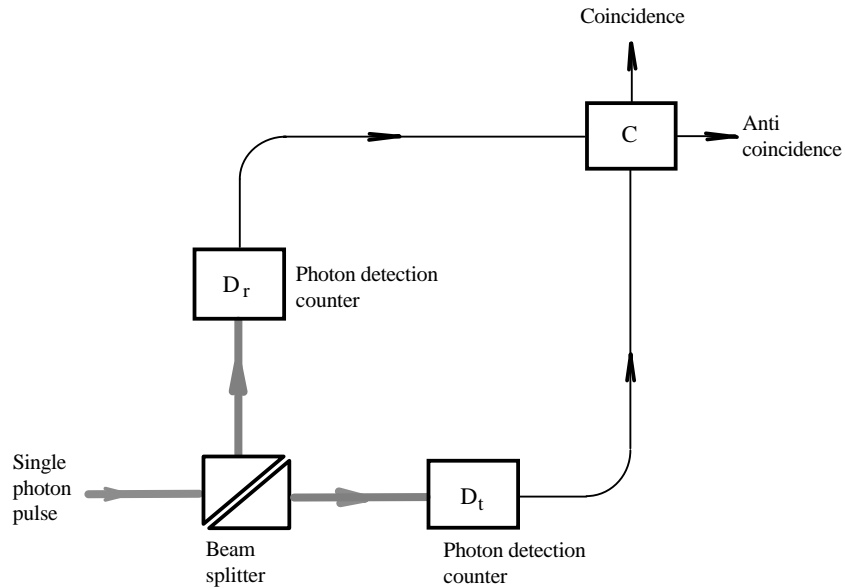 Coincidence
C
Anti
coincidence
D r
Photon detection
counter
Single
photon
pulse
Beam
splitter
D t
Photon detection
counter